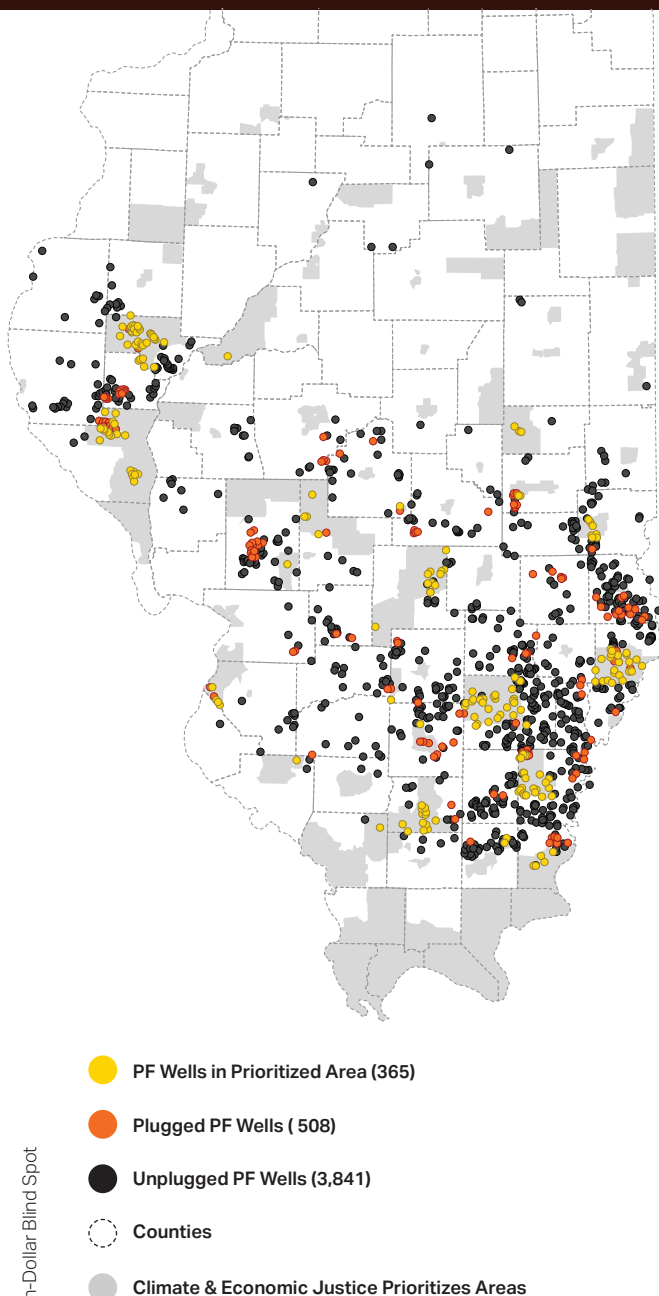 PF Wells in Prioritized Area (365)
Plugged PF Wells ( 508)
Unplugged PF Wells (3,841)
Counties
Climate & Economic Justice Prioritizes Areas
n-Dollar Blind Spot